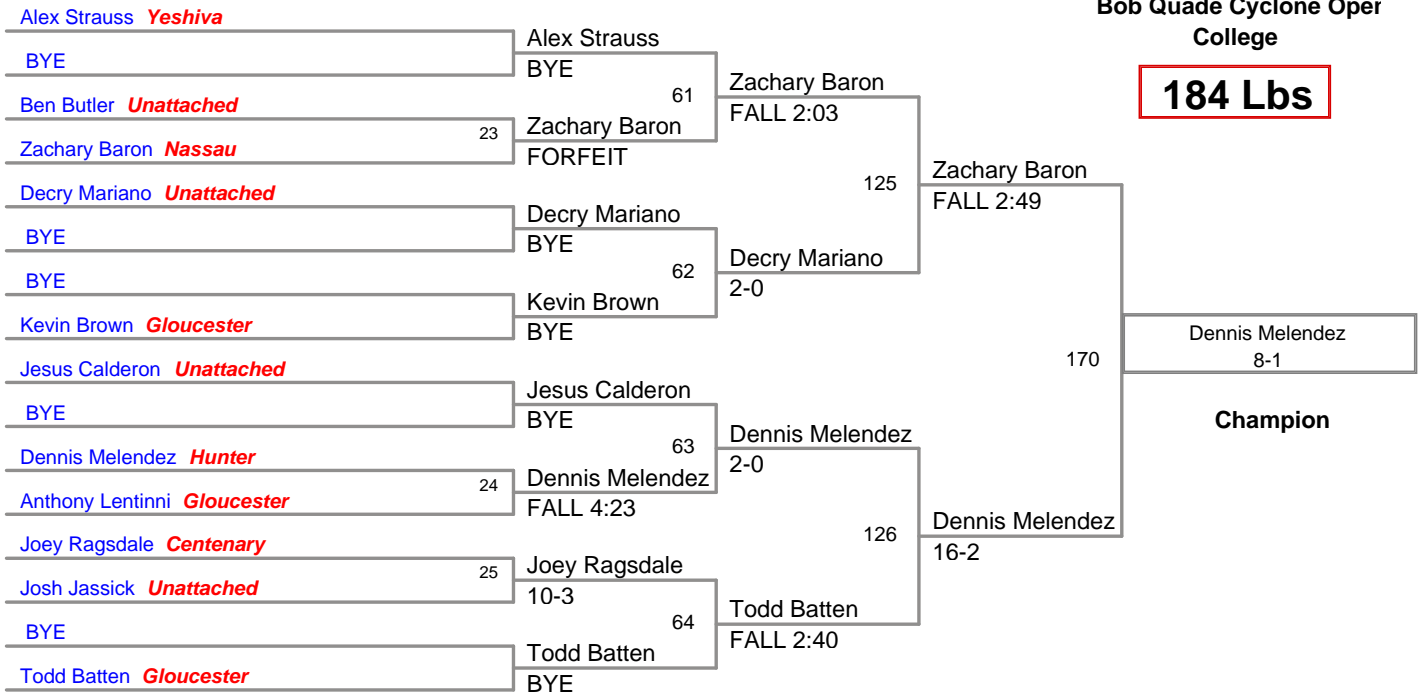 Bob Quade Cyclone Oper
College
184 Lbs
Alex Strauss Yeshiva
BYE
Ben Butler Unattached
Zachary Baron Nassau
Decry Mariano Unattached
BYE
BYE
Kevin Brown Gloucester
Jesus Calderon Unattached
BYE
Dennis Melendez Hunter
Anthony Lentinni Gloucester
Joey Ragsdale Centenary
Josh Jassick Unattached
BYE
Todd Batten Gloucester
23
24
25
Alex Strauss
BYE
Zachary Baron
FORFEIT
Decry Mariano
BYE
Kevin Brown
BYE
Jesus Calderon
BYE
Dennis Melendez
FALL 4:23
Joey Ragsdale
10-3
Todd Batten
BYE
61
62
63
64
Zachary Baron
FALL 2:03
Decry Mariano
2-0
Dennis Melendez
2-0
Todd Batten
FALL 2:40
125
126
Zachary Baron
FALL 2:49
Dennis Melendez
16-2
170
Dennis Melendez
8-1
Champion